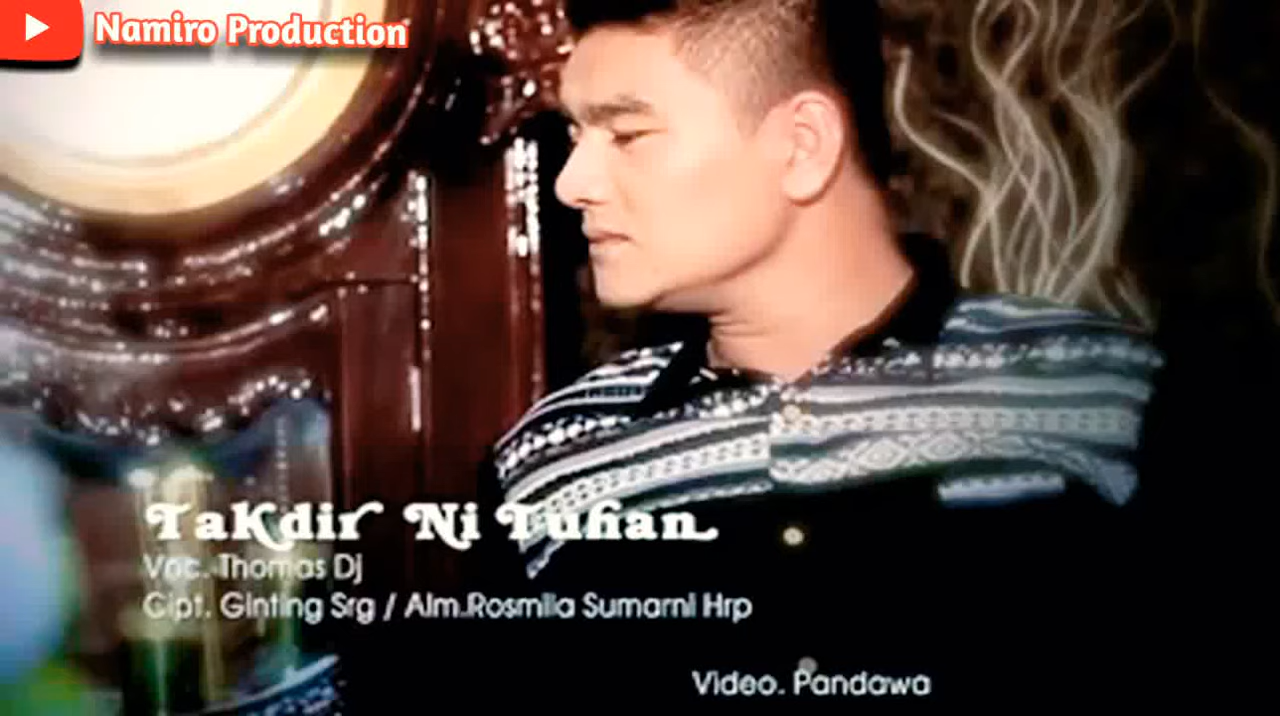 Namiro Production
TaKdir Ni Tuhan
Voc. Thomas Dj
Cipt. Ginting Srg / Alm.Rosmila Sumarni Hrp
Video. Pandawa